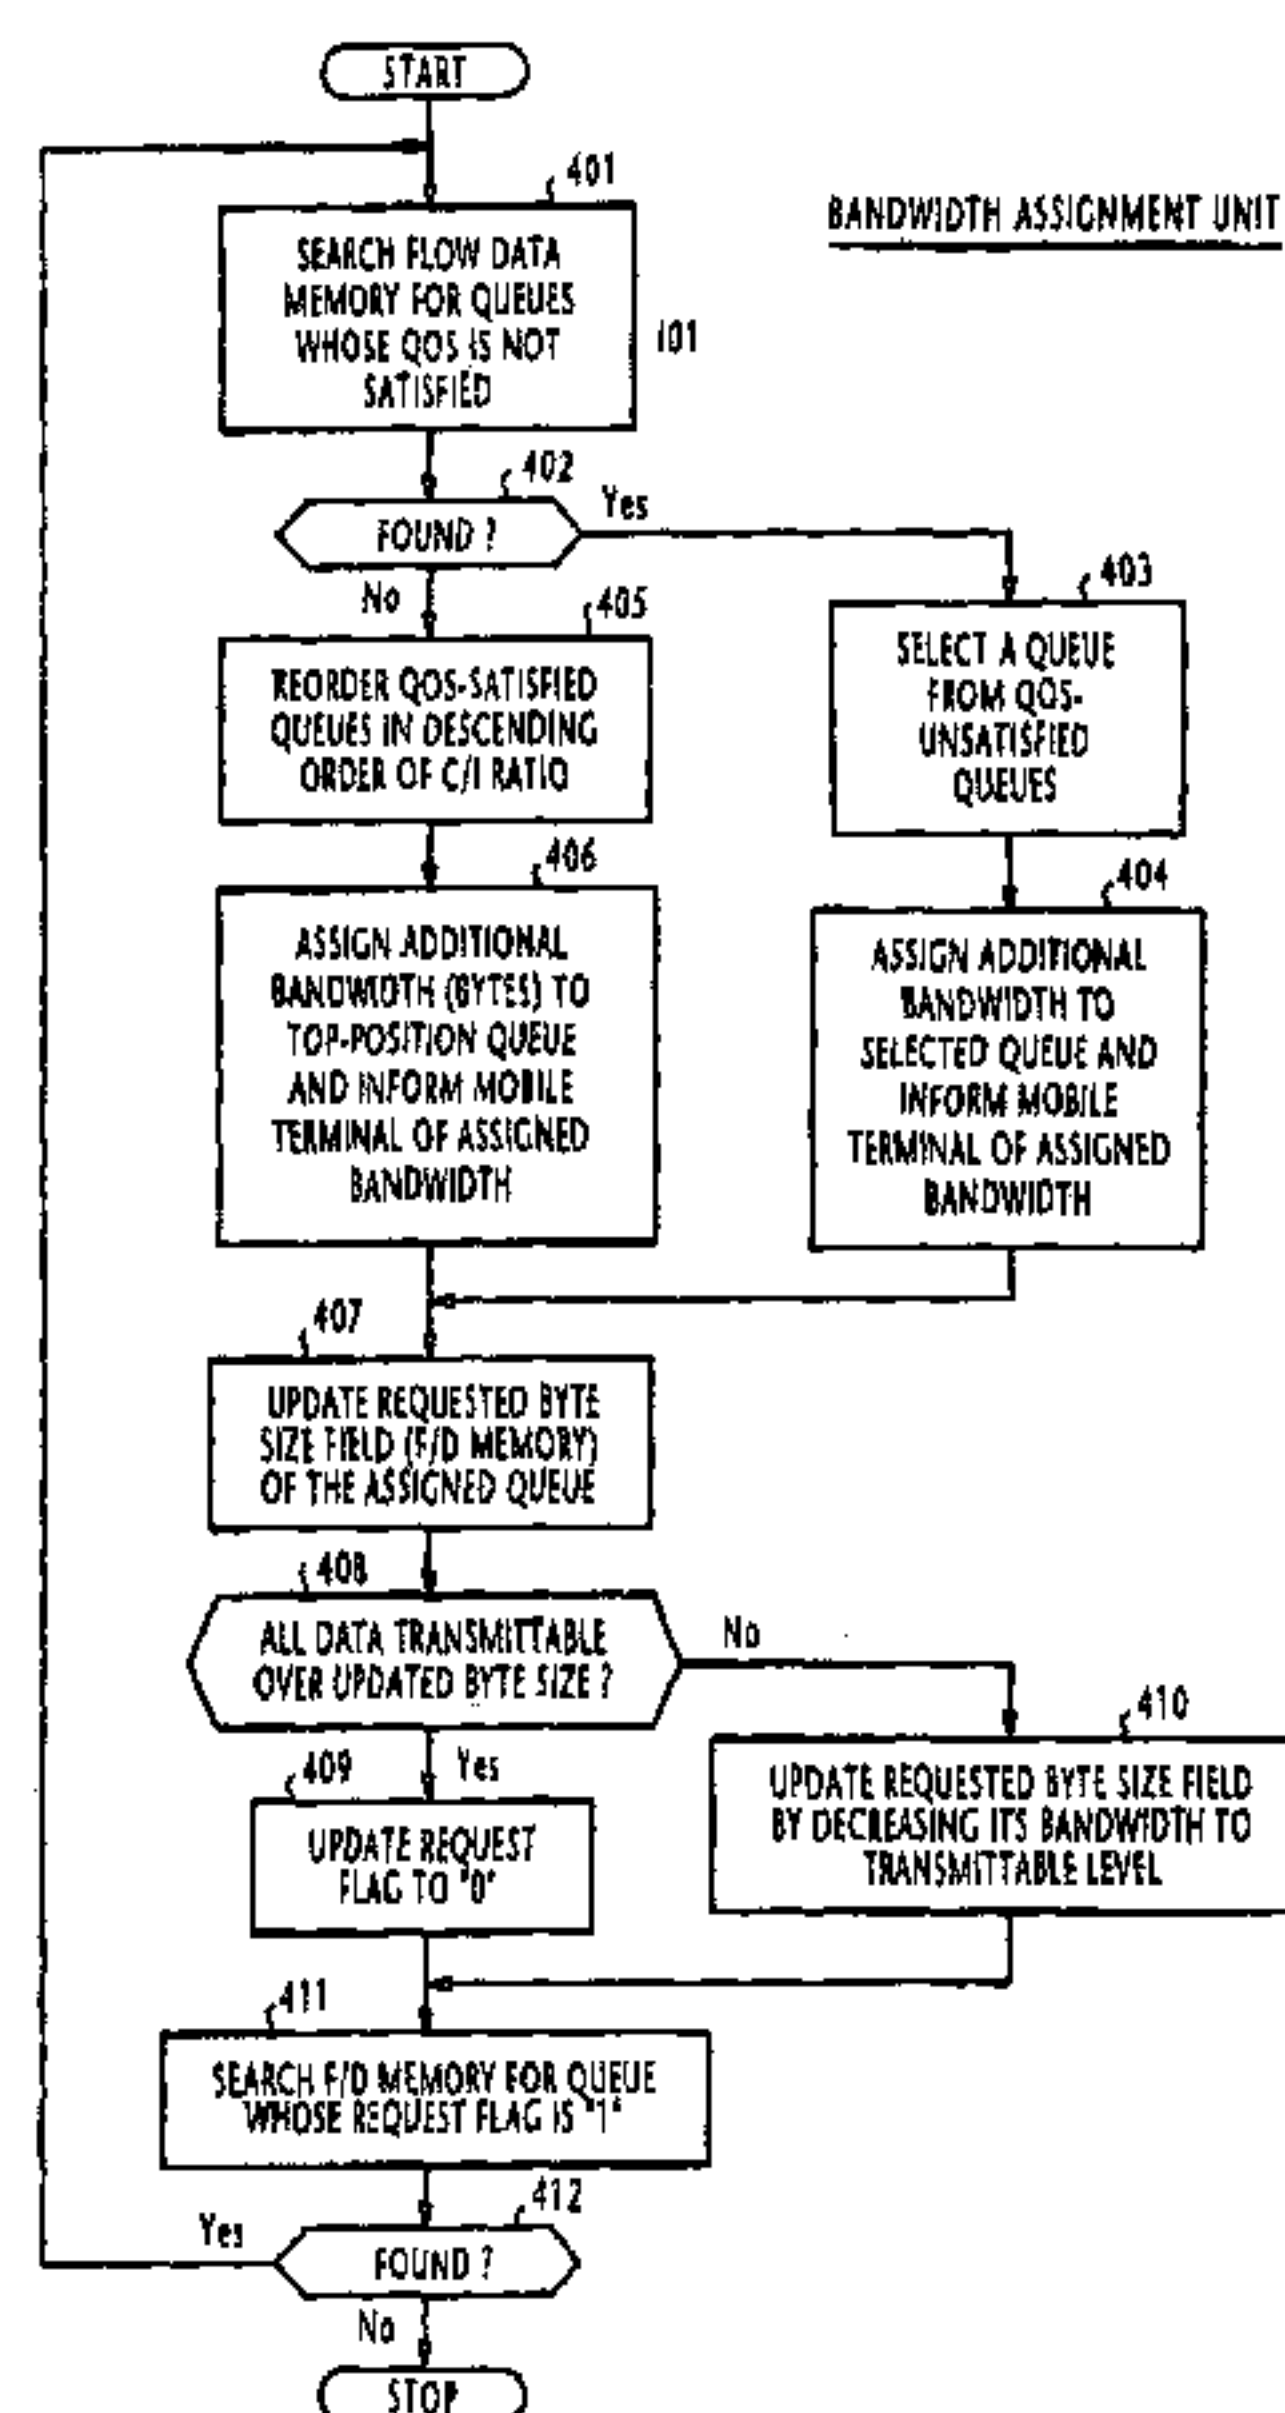 START
401
BANDWIDTH ASSIGNMENT UNIT
SEARCH FLOW DATA
MEMORY FOR QUEUES
WHOSE QOS IS NOT
SATISFIED
101
402
FOUND ?
Yes
No
403
SELECT A QUEUE
FROM QOS-
UNSATISFIED
QUEUES
405
REORDER QOS-SATISFIED
QUEUES IN DESCENDING
ORDER OF C/I RATIO
404
ASSIGN ADDITIONAL
BANDWIDTH TO
SELECTED QUEUE AND
INFORM MOBILE
TERMINAL OF ASSIGNED
BANDWIDTH
406
ASSIGN ADDITIONAL
BANDWIDTH (BYTES) TO
TOP-POSITION QUEUE
AND INFORM MOBILE
TERMINAL OF ASSIGNED
BANDWIDTH
407
UPDATE REQUESTED BYTE
SIZE FIELD (F/D MEMORY)
OF THE ASSIGNED QUEUE
408
ALL DATA TRANSMITTABLE
OVER UPDATED BYTE SIZE ?
No
Yes
410
UPDATE REQUESTED BYTE SIZE FIELD
BY DECREASING ITS BANDWIDTH TO
TRANSMITTABLE LEVEL
409
UPDATE REQUEST
FLAG TO "0"
411
SEARCH F/D MEMORY FOR QUEUE
WHOSE REQUEST FLAG IS "1"
412
Yes
FOUND ?
No
STOP